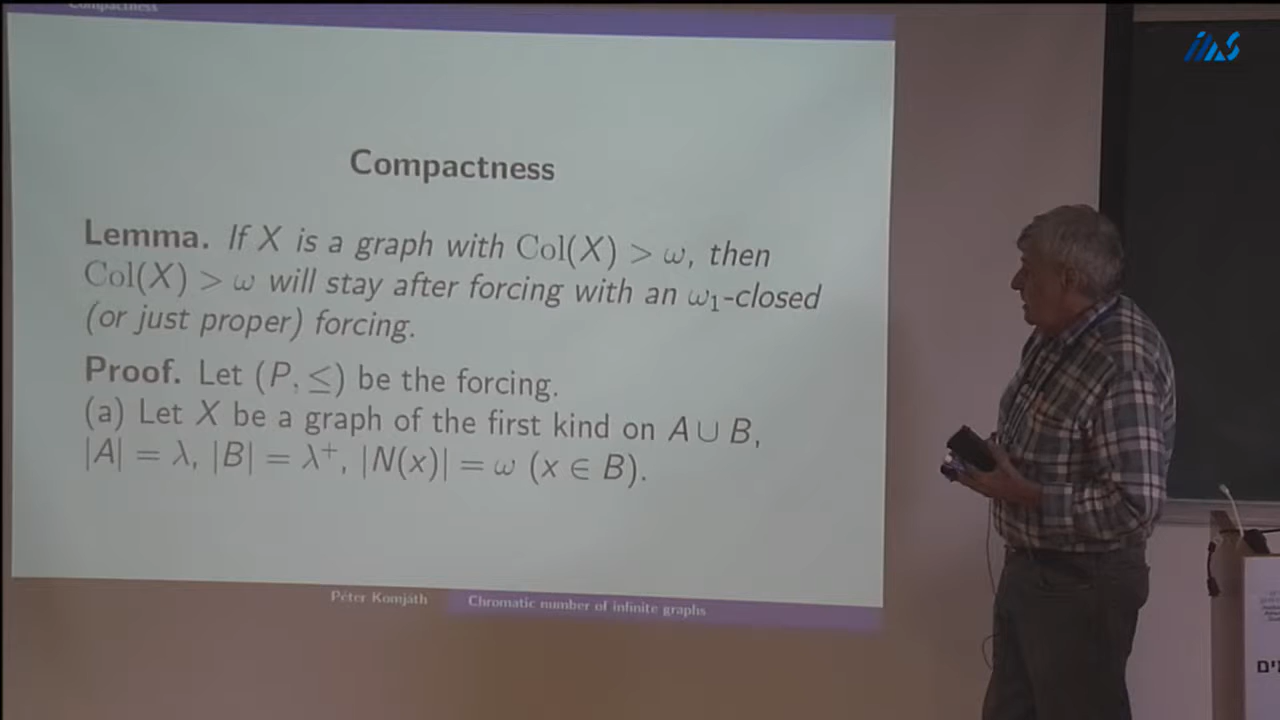 Compactness
Compactness
Lemma. If X is a graph with Col(X) > ω, then
Col(X) > ω will stay after forcing with an ω₁-closed
(or just proper) forcing.
Proof. Let (P, ≤) be the forcing.
(a) Let X be a graph of the first kind on A ∪ B,
|A| = λ, |B| = λ⁺, |N(x)| = ω (x ∈ B).
Péter Komjáth Chromatic number of infinite graphs
IIAS